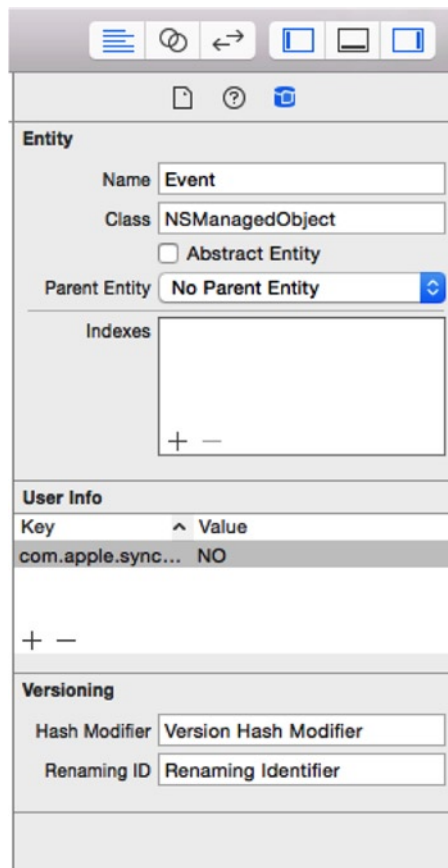 Entity
Name Event
Class NSManagedObject
Abstract Entity
Parent Entity No Parent Entity
Indexes
User Info
Key Value
com.apple.sync... NO
Versioning
Hash Modifier Version Hash Modifier
Renaming ID Renaming Identifier